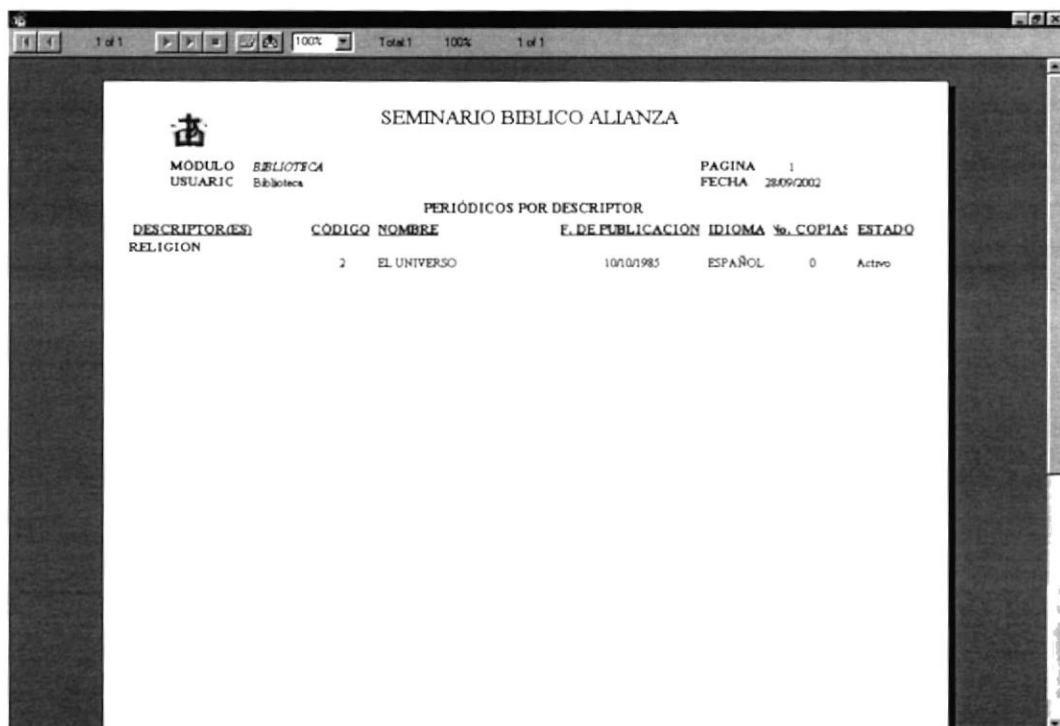 1 of 1 100% Total:1 100% 1 of 1
SEMINARIO BIBLICO ALIANZA
MÓDULO BIBLIOTECA PAGINA 1
USUARIC Biblioteca FECHA 28/09/2002
PERIÓDICOS POR DESCRIPTOR
DESCRIPTOR(ES) CÓDIGO NOMBRE F. DE PUBLICACION IDIOMA No. COPIAS ESTADO
RELIGION
2 EL UNIVERSO 10/10/1985 ESPAÑOL 0 Activo